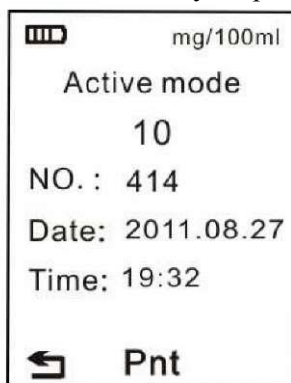 mg/100ml
Active mode
10
NO.: 414
Date: 2011.08.27
Time: 19:32
Pnt